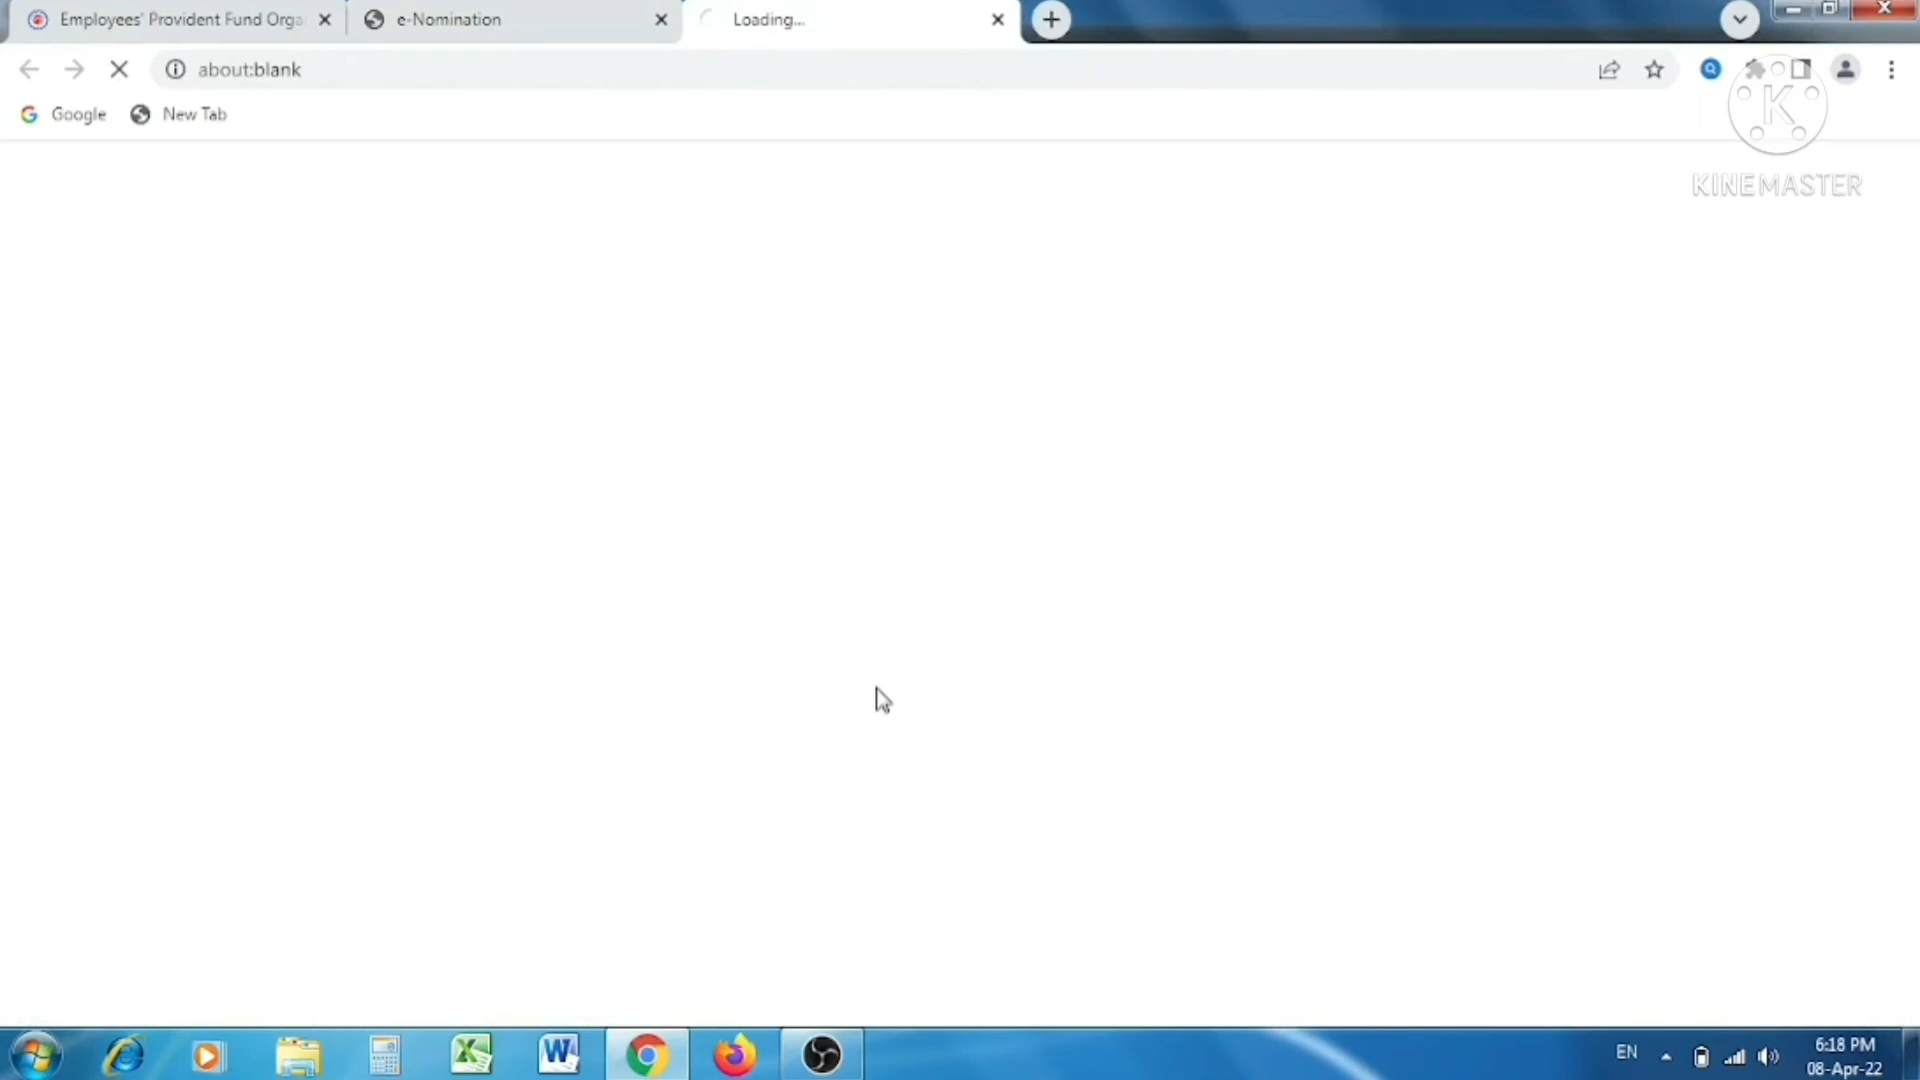 Employees' Provident Fund Orga
e-Nomination
Loading...
about:blank
Google
New Tab
K
KINEMASTER
EN
6:18 PM
08-Apr-22